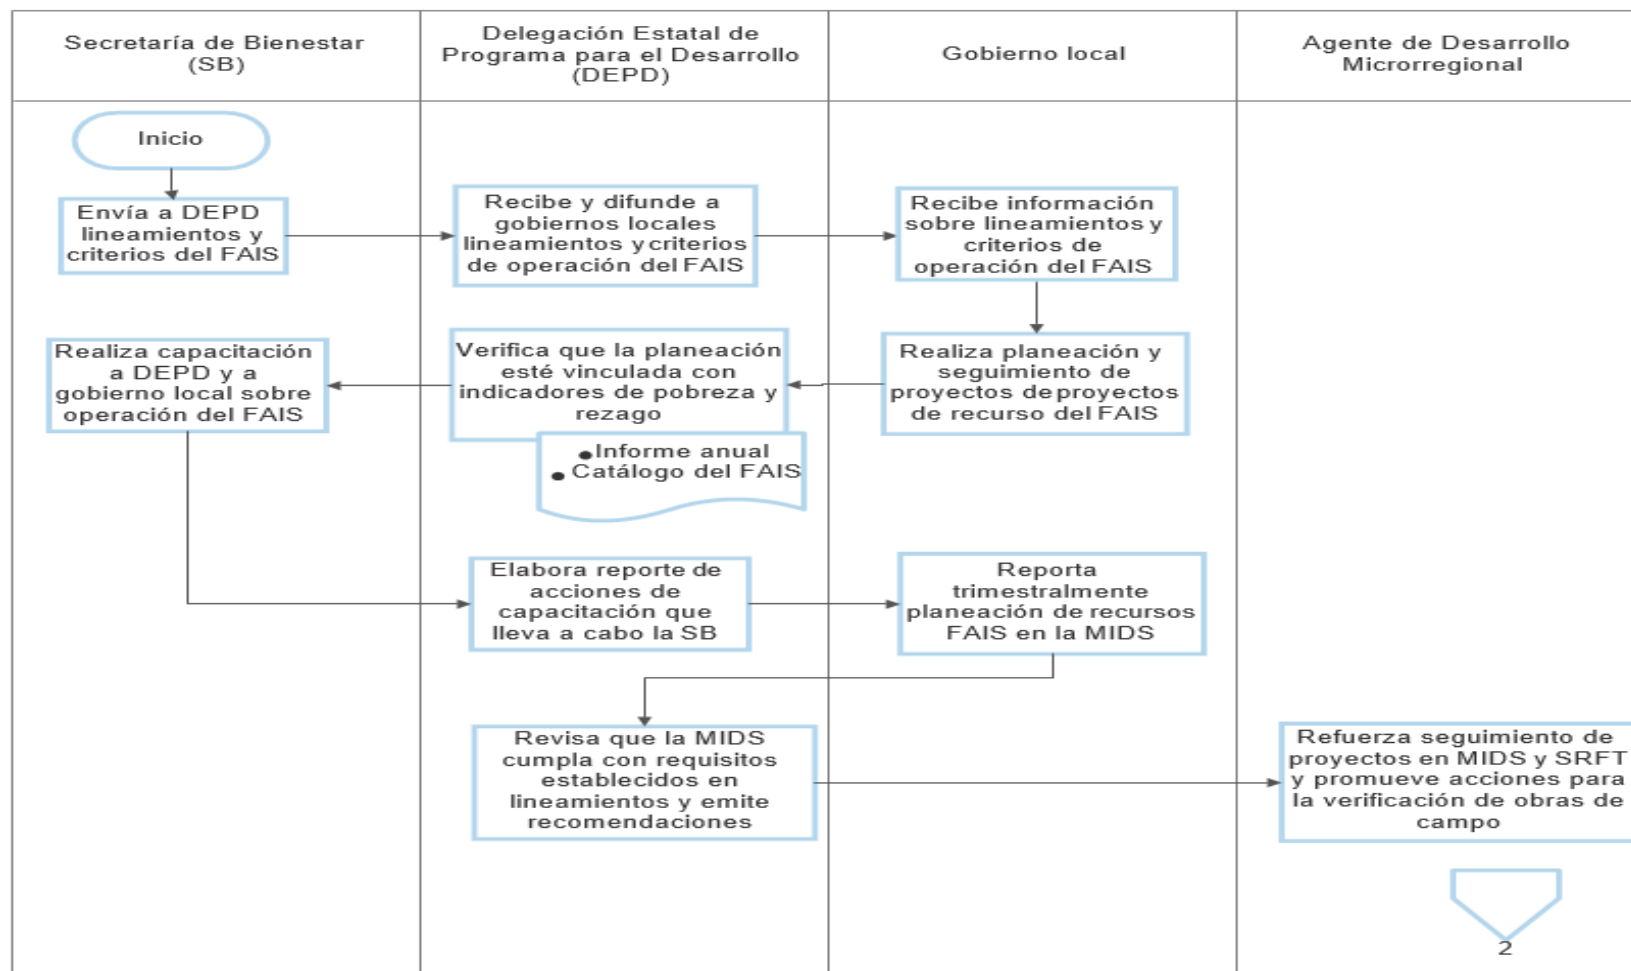 Secretaría de Bienestar
(SB)
Delegación Estatal de
Programa para el Desarrollo
(DEPD)
Gobierno local
Agente de Desarrollo
Microrregional
Inicio
Envía a DEPD
lineamientos y
criterios del FAIS
Recibe y difunde a
gobiernos locales
lineamientos y criterios
de operación del FAIS
Recibe información
sobre lineamientos y
criterios de
operación del FAIS
Realiza capacitación
a DEPD y a
gobierno local sobre
operación del FAIS
Verifica que la planeación
esté vinculada con
indicadores de pobreza y
rezago
Realiza planeación y
seguimiento de
proyectos de proyectos
de recurso del FAIS
● Informe anual
● Catálogo del FAIS
Elabora reporte de
acciones de
capacitación que
lleva a cabo la SB
Reporta
trimestralmente
planeación de recursos
FAIS en la MIDS
Revisa que la MIDS
cumpla con requisitos
establecidos en
lineamientos y emite
recomendaciones
Refuerza seguimiento de
proyectos en MIDS y SRFT
y promueve acciones para
la verificación de obras de
campo
2